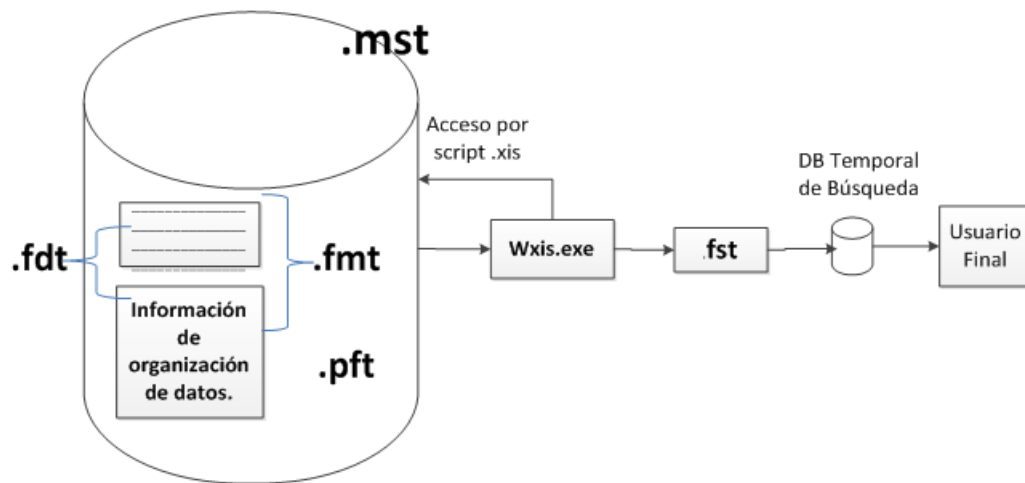 .mst
Acceso por
script .xis
DB Temporal
de Búsqueda
.fdt
.fmt
Wxis.exe
.fst
Usuario
Final
Información
de
organización
de datos.
.pft